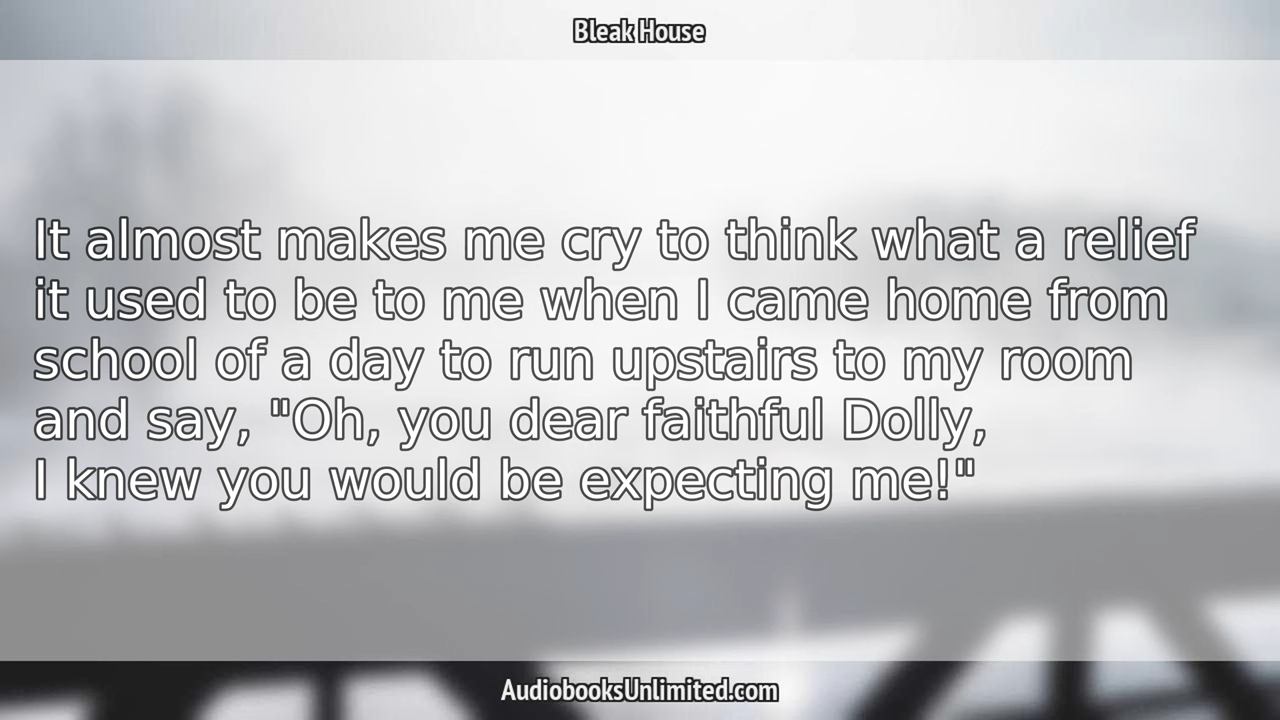 Bleak House
It almost makes me cry to think what a relief
it used to be to me when I came home from
school of a day to run upstairs to my room
and say, "Oh, you dear faithful Dolly,
I knew you would be expecting me!"
AudiobooksUnlimited.com